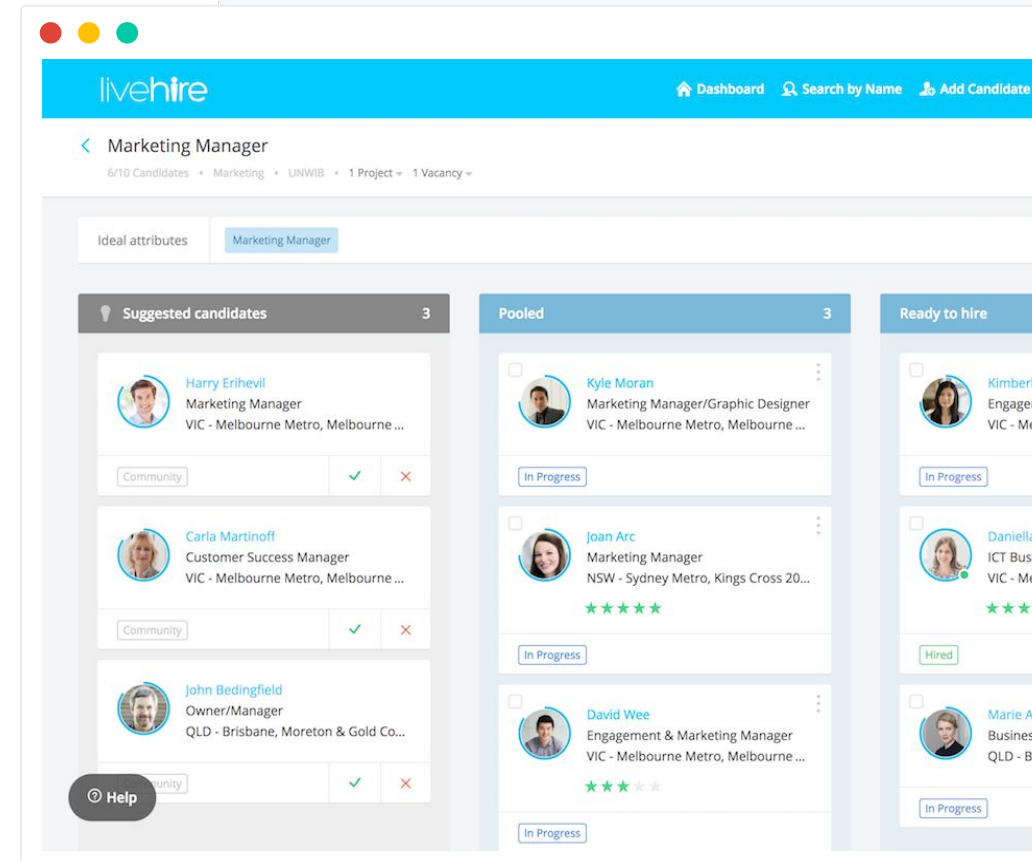 livehire
Dashboard Search by Name Add Candidate
Marketing Manager
6/10 Candidates • Marketing • UNWIB • 1 Project 1 Vacancy
Ideal attributes Marketing Manager
Suggested candidates 3
Harry Erihevil
Marketing Manager
VIC - Melbourne Metro, Melbourne ...
Community
Carla Martinoff
Customer Success Manager
VIC - Melbourne Metro, Melbourne ...
Community
John Bedingfield
Owner/Manager
QLD - Brisbane, Moreton & Gold Co...
Help
Pooled 3
Kyle Moran
Marketing Manager/Graphic Designer
VIC - Melbourne Metro, Melbourne ...
In Progress
Joan Arc
Marketing Manager
NSW - Sydney Metro, Kings Cross 20...
In Progress
David Wee
Engagement & Marketing Manager
VIC - Melbourne Metro, Melbourne ...
In Progress
Ready to hire
In Progress
ICT
VIC -
Hired
Marie
QLD -
In Progress